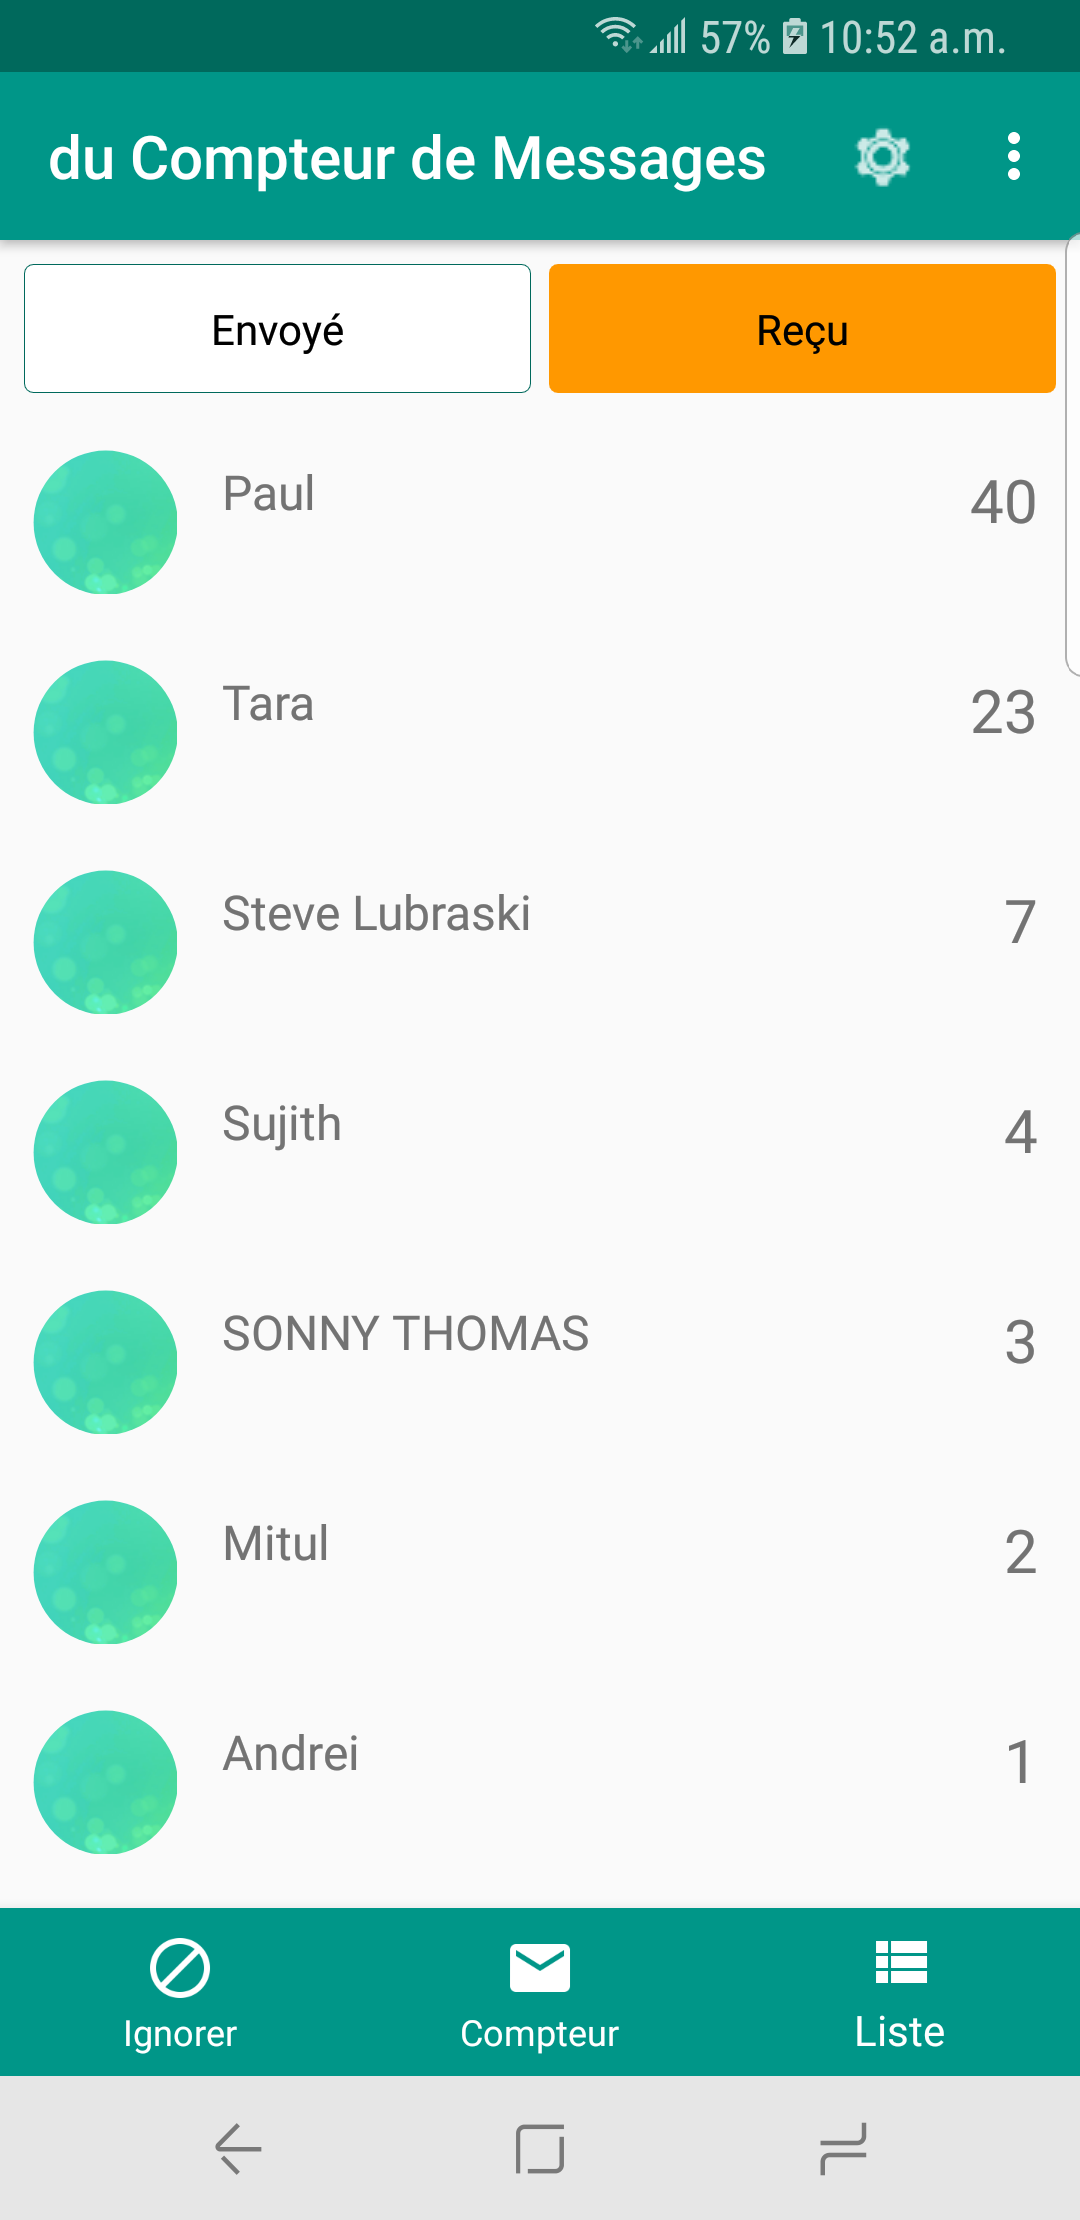 57% 10:52 a.m.
du Compteur de Messages
Envoyé Reçu
Paul 40
Tara 23
Steve Lubraski 7
Sujith 4
SONNY THOMAS 3
Mitul 2
Andrei 1
Ignorer Compteur Liste